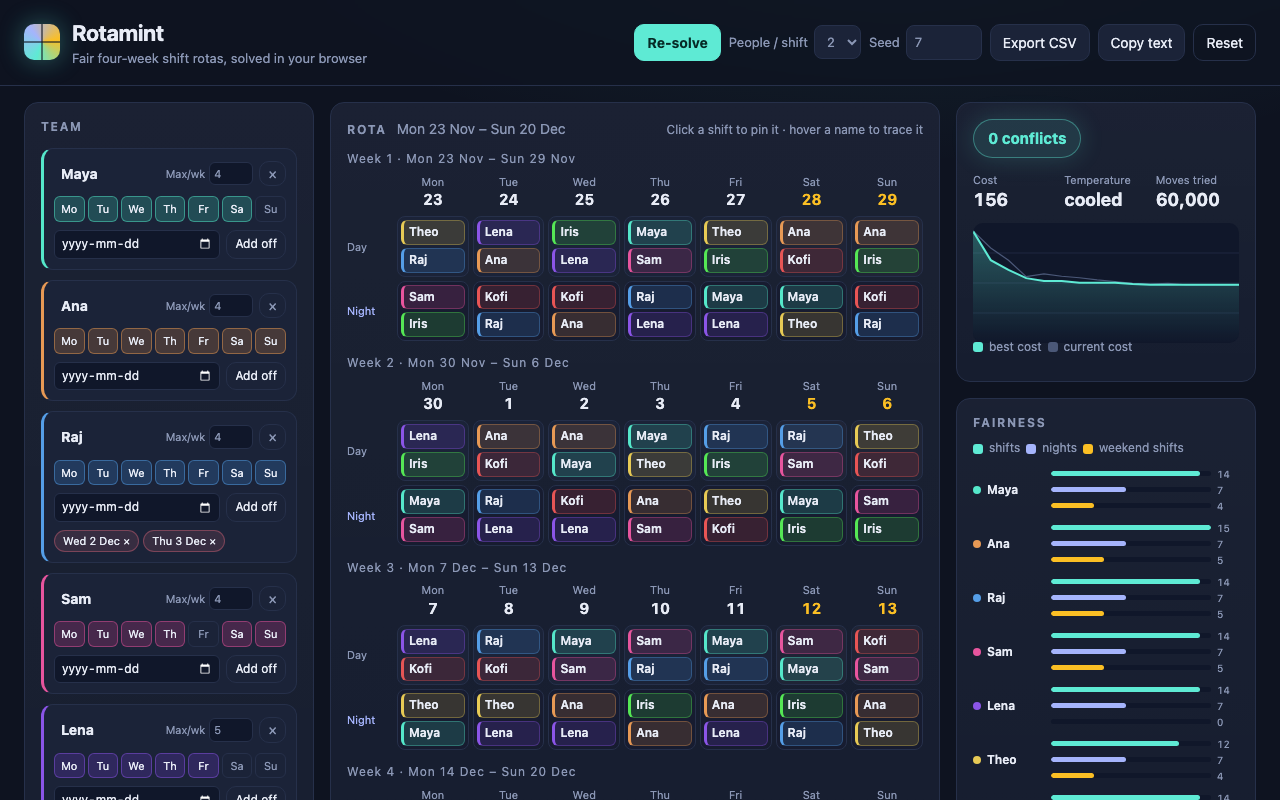 Rotamint
Fair four-week shift rotas, solved in your browser
Re-solve People / shift 2 Seed 7 Export CSV Copy text Reset
TEAM
Maya Max/wk 4 ×
Mo Tu We Th Fr Sa Su
yyyy-mm-dd Add off
Ana Max/wk 4 ×
Mo Tu We Th Fr Sa Su
yyyy-mm-dd Add off
Raj Max/wk 4 ×
Mo Tu We Th Fr Sa Su
yyyy-mm-dd Add off
Wed 2 Dec × Thu 3 Dec ×
Sam Max/wk 4 ×
Mo Tu We Th Fr Sa Su
yyyy-mm-dd Add off
Lena Max/wk 5 ×
Mo Tu We Th Fr Sa Su
yyyy-mm-dd Add off
ROTA Mon 23 Nov – Sun 20 Dec Click a shift to pin it · hover a name to trace it
Week 1 · Mon 23 Nov – Sun 29 Nov
Mon Tue Wed Thu Fri Sat Sun
23 24 25 26 27 28 29
Day
Theo Lena Iris Maya Theo Ana Ana
Raj Ana Lena Sam Iris Kofi Iris
Night
Sam Kofi Kofi Raj Maya Maya Kofi
Iris Raj Ana Lena Lena Theo Raj
Week 2 · Mon 30 Nov – Sun 6 Dec
Mon Tue Wed Thu Fri Sat Sun
30 1 2 3 4 5 6
Day
Lena Ana Ana Maya Raj Raj Theo
Iris Kofi Maya Theo Iris Sam Kofi
Night
Maya Raj Kofi Ana Theo Maya Sam
Sam Lena Lena Sam Kofi Iris Iris
Week 3 · Mon 7 Dec – Sun 13 Dec
Mon Tue Wed Thu Fri Sat Sun
7 8 9 10 11 12 13
Day
Lena Raj Maya Sam Maya Sam Kofi
Kofi Kofi Sam Raj Raj Maya Sam
Night
Theo Theo Ana Iris Ana Iris Ana
Maya Lena Lena Ana Lena Raj Theo
Week 4 · Mon 14 Dec – Sun 20 Dec
Mon Tue Wed Thu Fri Sat Sun
0 conflicts
Cost Temperature Moves tried
156 cooled 60,000
best cost current cost
FAIRNESS
shifts nights weekend shifts
Maya 14
7
4
Ana 15
7
5
Raj 14
7
5
Sam 14
7
5
Lena 14
7
0
Theo 12
7
4
14